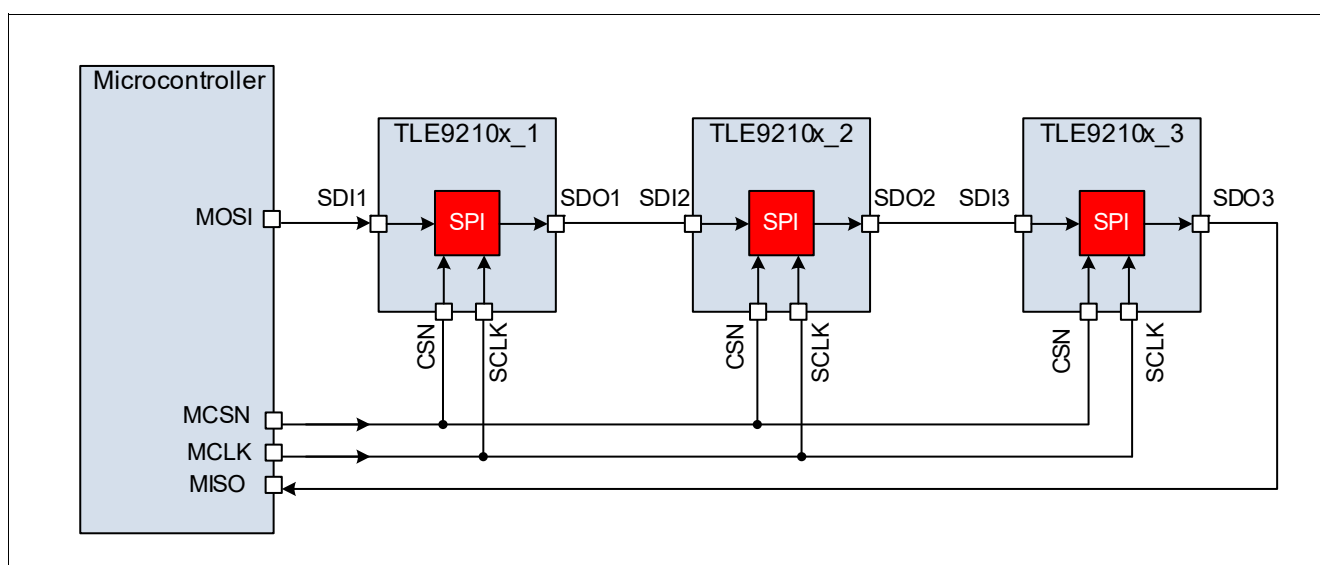 Microcontroller
TLE9210x_1
TLE9210x_2
TLE9210x_3
MOSI
SDI1
SPI
SDO1
SDI2
SPI
SDO2
SDI3
SPI
SDO3
CSN
SCLK
CSN
SCLK
CSN
SCLK
MCSN
MCLK
MISO